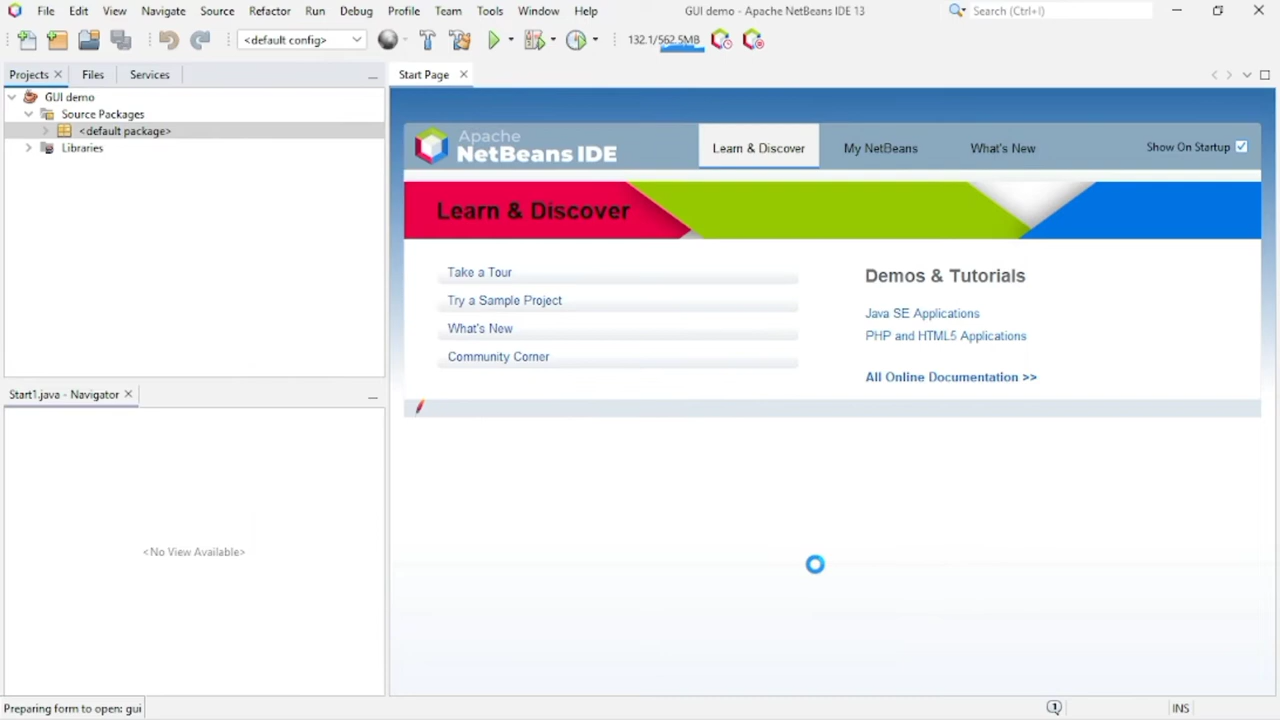 File Edit View Navigate Source Refactor Run Debug Profile Team Tools Window Help GUI demo - Apache NetBeans IDE 13 Search (Ctrl+I)
<default config> 132.1/562.5MB
Projects Files Services Start Page
GUI demo
Source Packages
<default package>
Libraries
Apache
NetBeans IDE
Learn & Discover My NetBeans What's New Show On Startup
Learn & Discover
Take a Tour
Try a Sample Project
What's New
Community Corner
Demos & Tutorials
Java SE Applications
PHP and HTML5 Applications
All Online Documentation >>
Start1.java - Navigator
<No View Available>
Preparing form to open: gui 1 INS